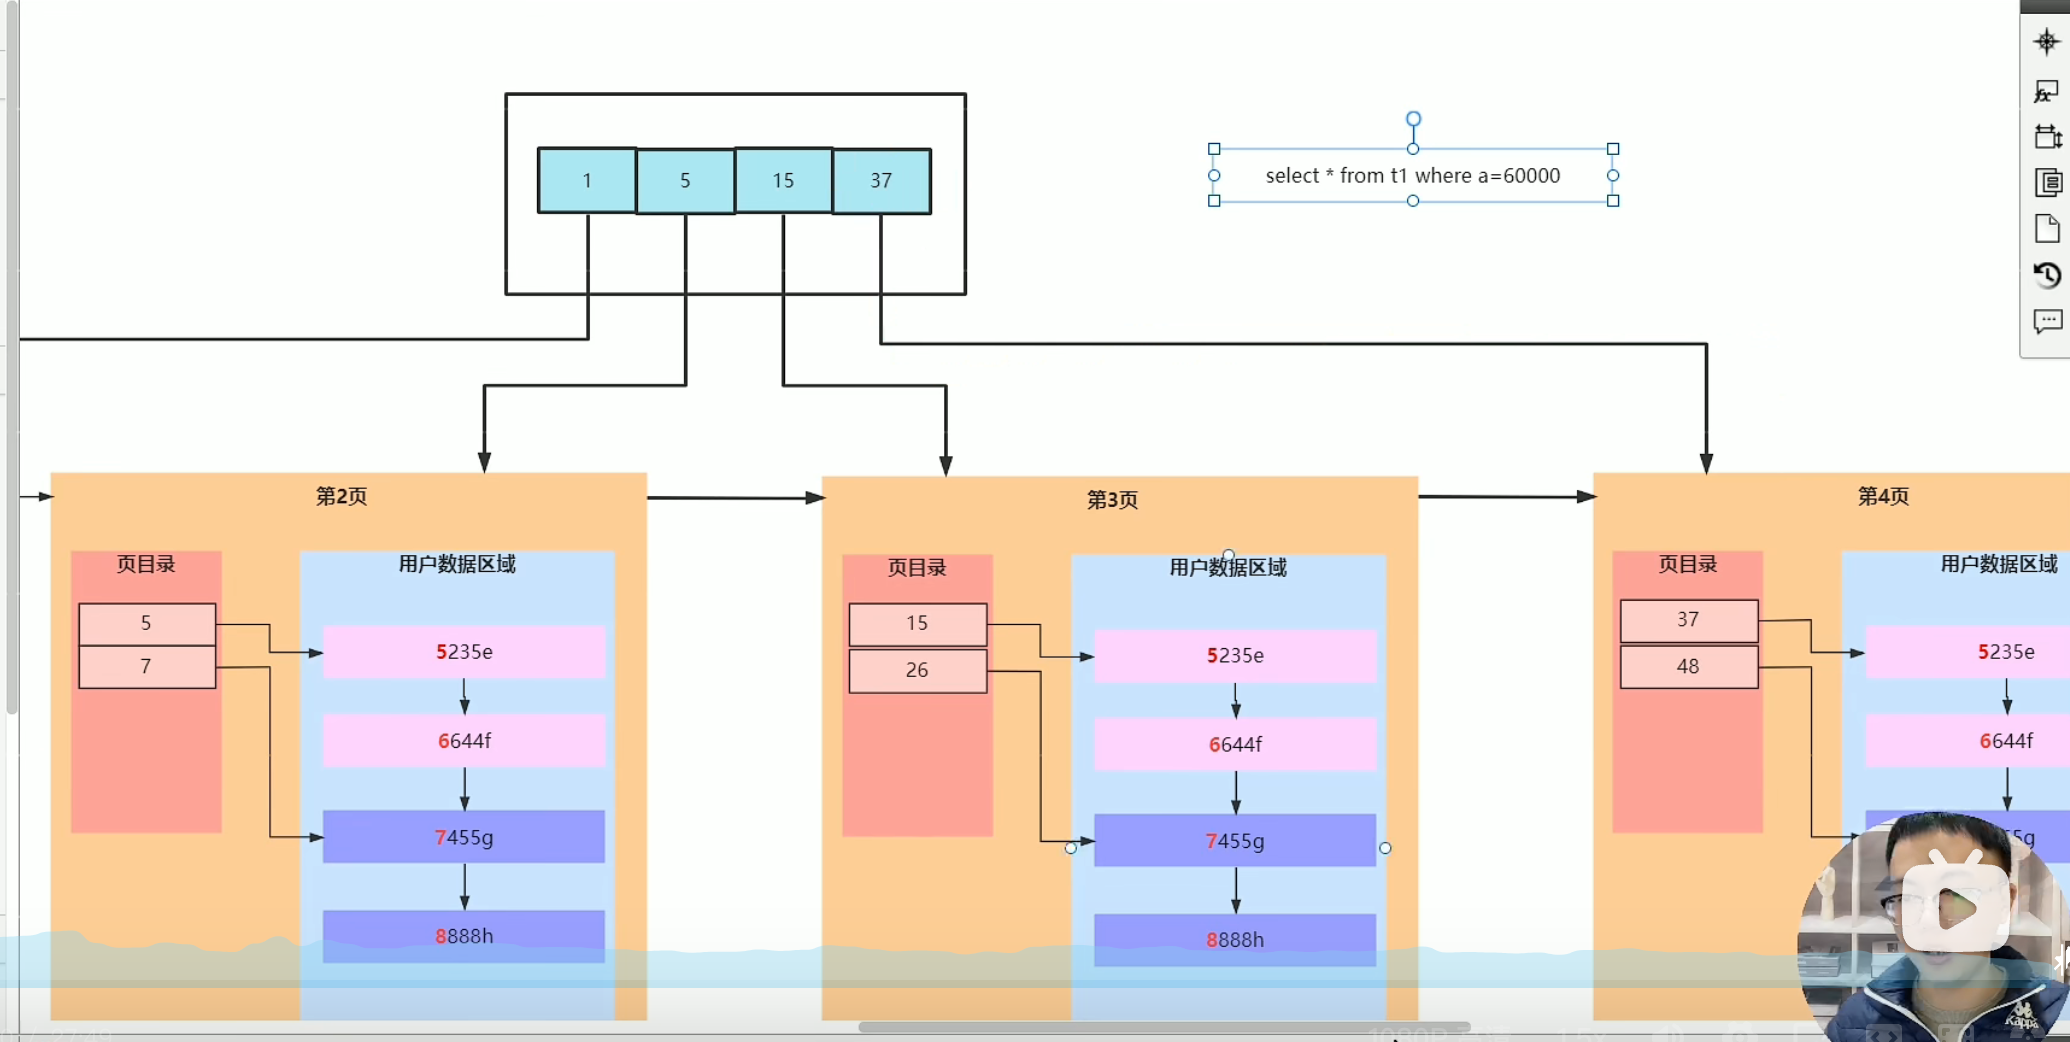 1 5 15 37
select * from t1 where a=60000
第2页
页目录
用户数据区域
5
7
5235e
6644f
7455g
8888h
第3页
页目录
用户数据区域
15
26
5235e
6644f
7455g
8888h
第4页
页目录
用户数据区域
37
48
5235e
6644f
Kappa